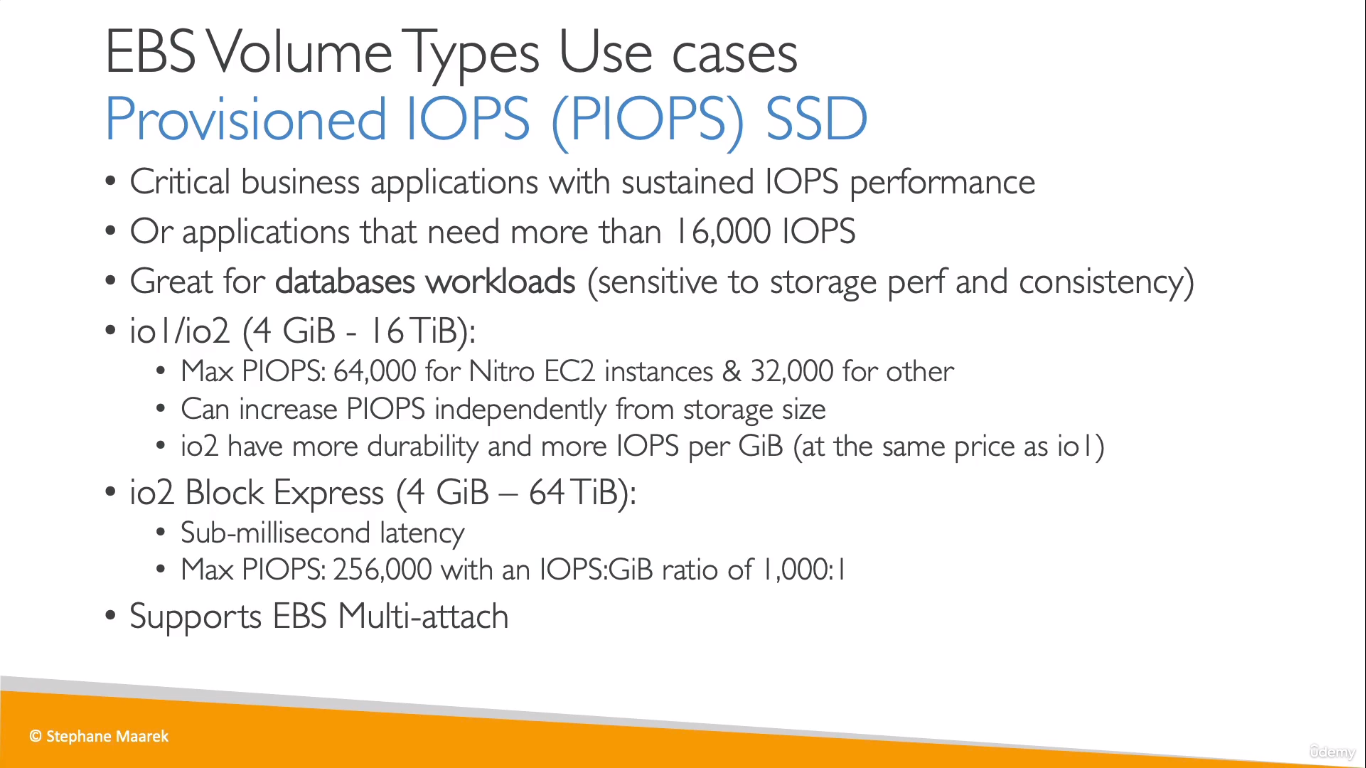 EBS Volume Types Use cases
Provisioned IOPS (PIOPS) SSD
• Critical business applications with sustained IOPS performance
• Or applications that need more than 16,000 IOPS
• Great for databases workloads (sensitive to storage perf and consistency)
• io1/io2 (4 GiB - 16 TiB):
• Max PIOPS: 64,000 for Nitro EC2 instances & 32,000 for other
• Can increase PIOPS independently from storage size
• io2 have more durability and more IOPS per GiB (at the same price as io1)
• io2 Block Express (4 GiB – 64 TiB):
• Sub-millisecond latency
• Max PIOPS: 256,000 with an IOPS:GiB ratio of 1,000:1
• Supports EBS Multi-attach
© Stephane Maarek
ûdemy